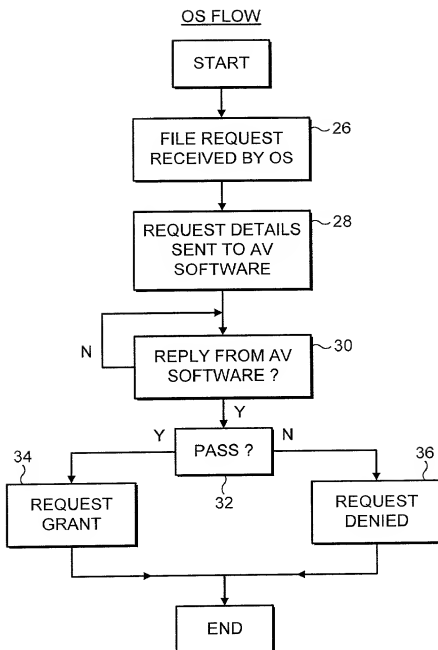 OS FLOW
START
26
FILE REQUEST
RECEIVED BY OS
28
REQUEST DETAILS
SENT TO AV
SOFTWARE
N
30
REPLY FROM AV
SOFTWARE ?
Y
Y
PASS ?
N
34
32
36
REQUEST
GRANT
REQUEST
DENIED
END